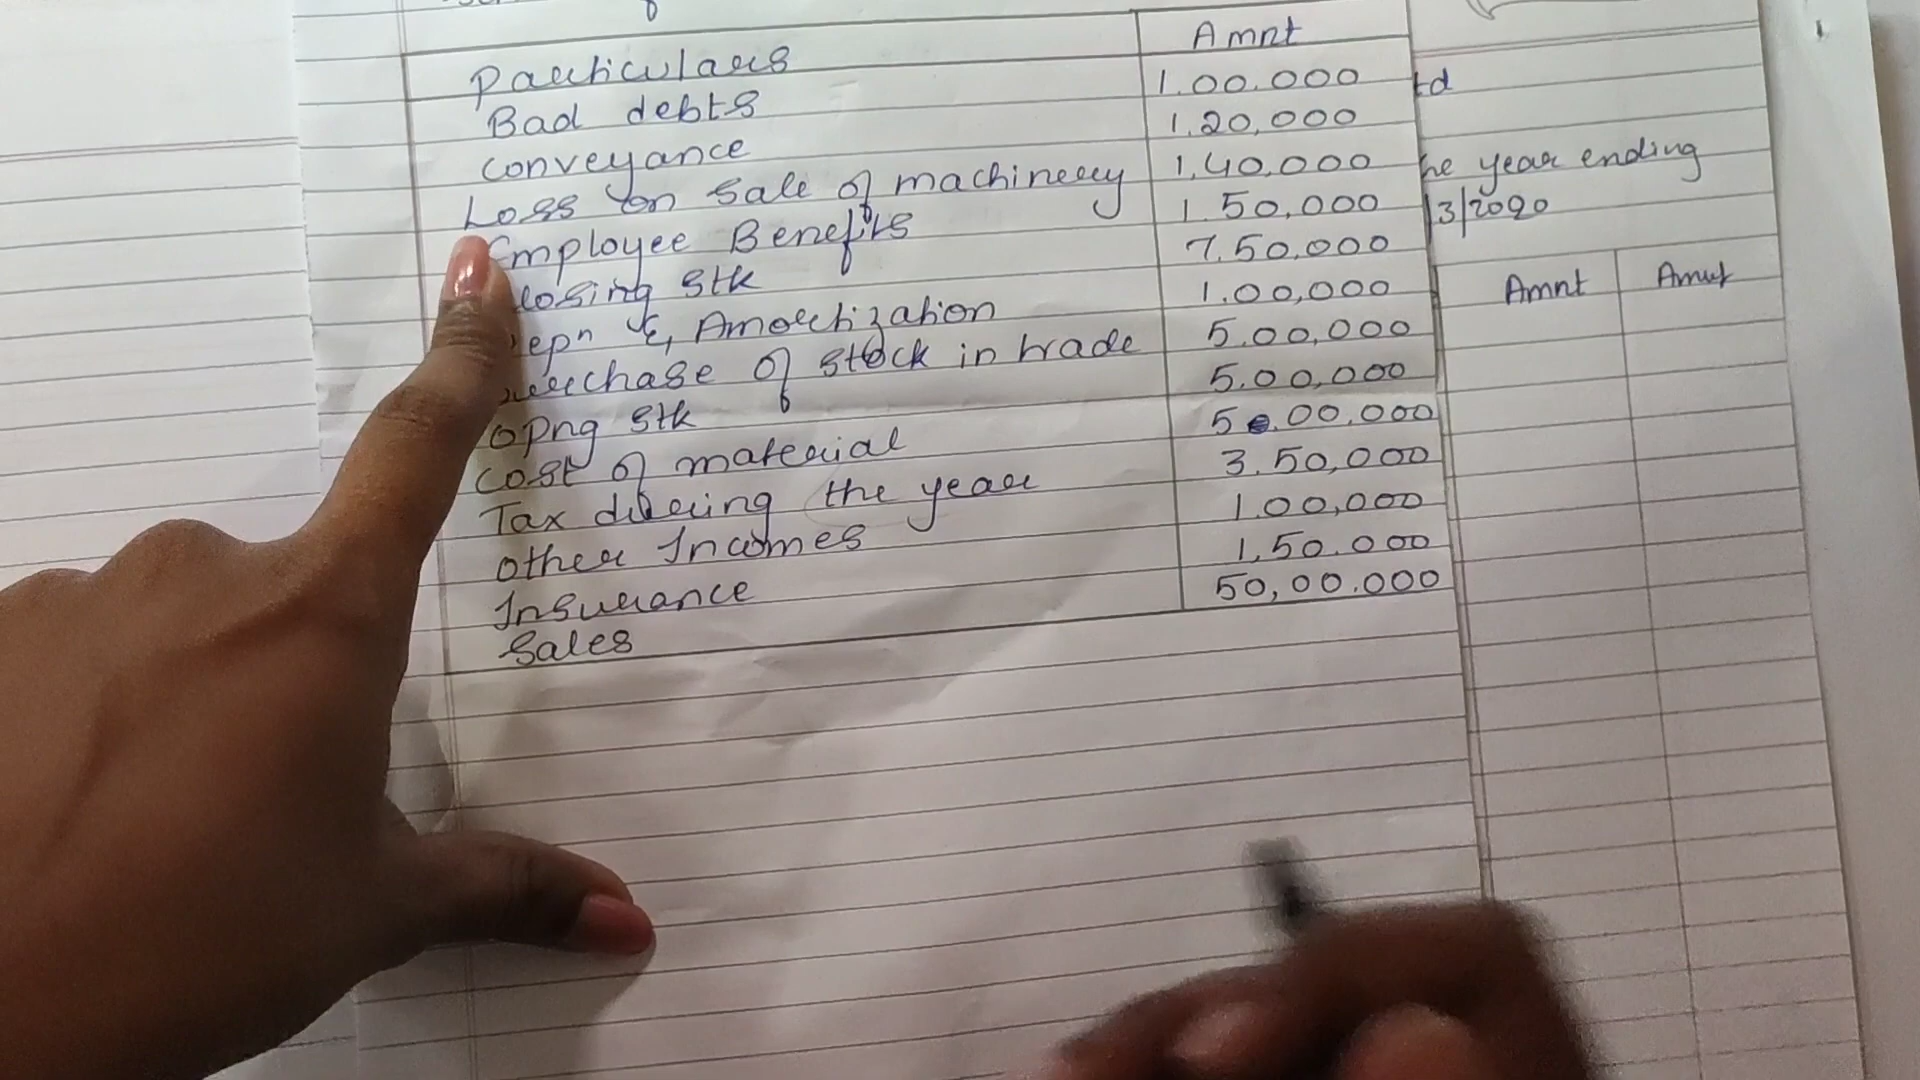 Particulars Amnt
Bad debts 1.00.000
Conveyance 1,20,000
Loss on sale of machinery 1,40,000
Employee Benefits 1.50,000
losing Stk 7.50,000
epn & Amortization 1.00,000
urchase of stock in trade 5.00,000
Opng Stk 5.00,000
Cost of material 5.00.000
Tax during the year 3.50,000
Other Incomes 1.00,000
Insurance 1,50.000
Sales 50,00.000
td
he year ending
3/2020
Amnt Amnt